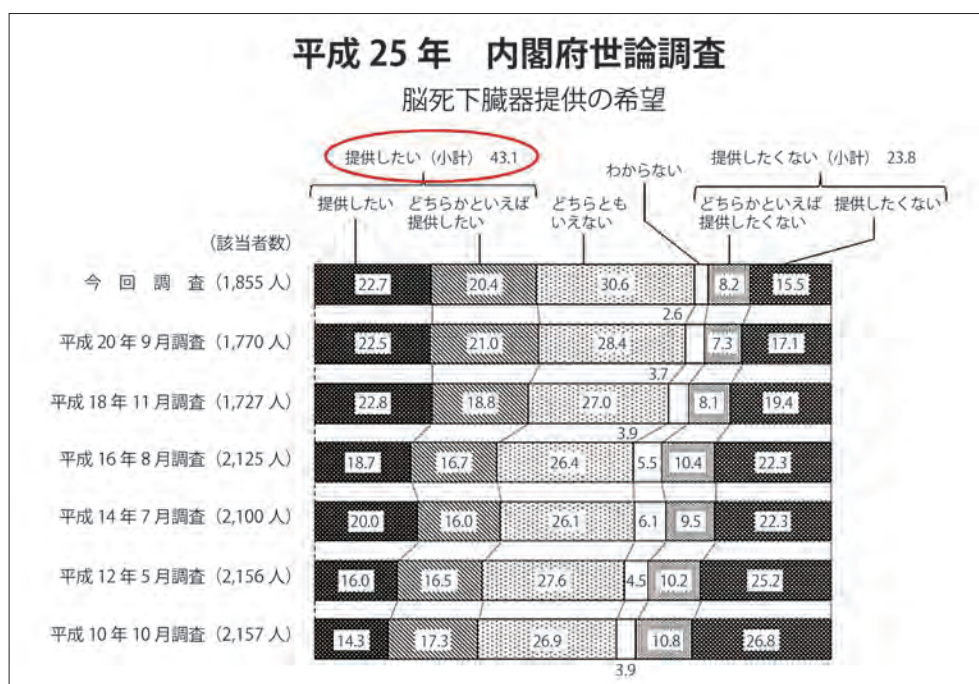 平成 25 年　内閣府世論調査
脳死下臓器提供の希望
提供したい（小計） 43.1
提供したくない（小計） 23.8
わからない
提供したい
どちらかといえば
提供したい
どちらとも
いえない
どちらかといえば
提供したくない
提供したくない
（該当者数）
今　回　調　査（1,855 人） 22.7 20.4 30.6 2.6 8.2 15.5
平成 20 年 9 月調査（1,770 人） 22.5 21.0 28.4 3.7 7.3 17.1
平成 18 年 11 月調査（1,727 人） 22.8 18.8 27.0 3.9 8.1 19.4
平成 16 年 8 月調査（2,125 人） 18.7 16.7 26.4 5.5 10.4 22.3
平成 14 年 7 月調査（2,100 人） 20.0 16.0 26.1 6.1 9.5 22.3
平成 12 年 5 月調査（2,156 人） 16.0 16.5 27.6 4.5 10.2 25.2
平成 10 年 10 月調査（2,157 人） 14.3 17.3 26.9 3.9 10.8 26.8